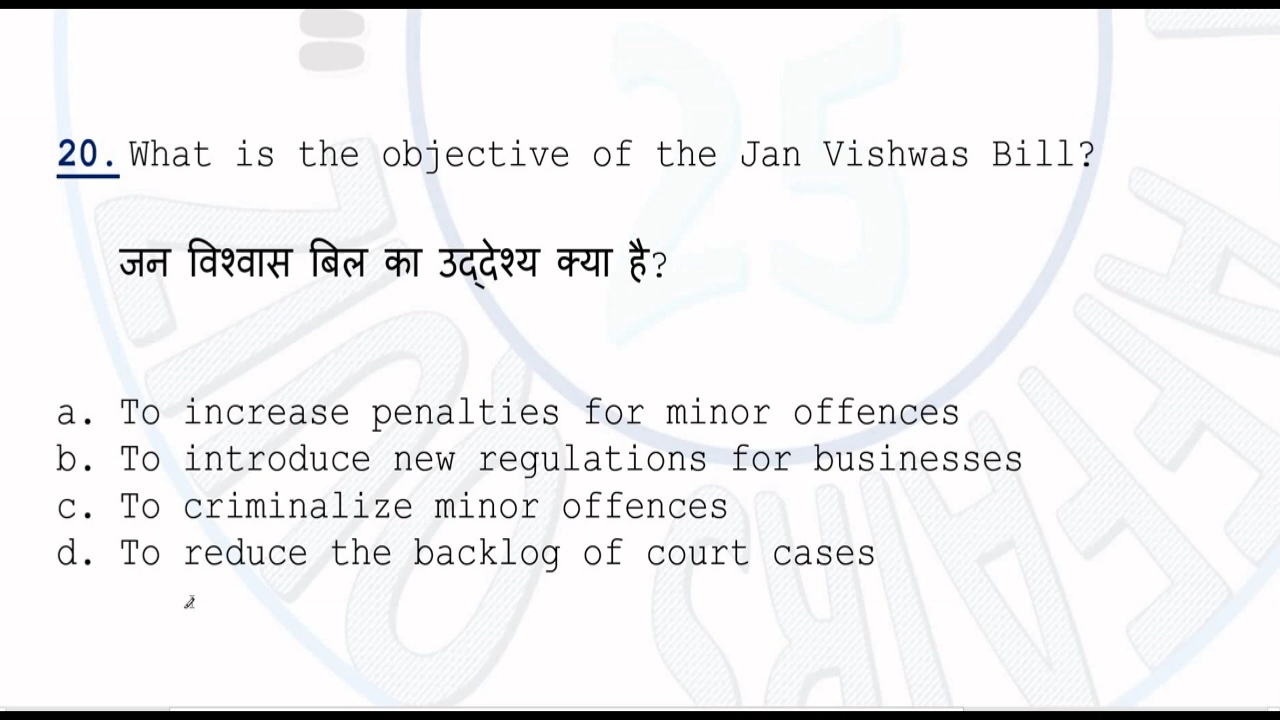 20. What is the objective of the Jan Vishwas Bill?
जन विश्वास बिल का उद्देश्य क्या है?
a. To increase penalties for minor offences
b. To introduce new regulations for businesses
c. To criminalize minor offences
d. To reduce the backlog of court cases